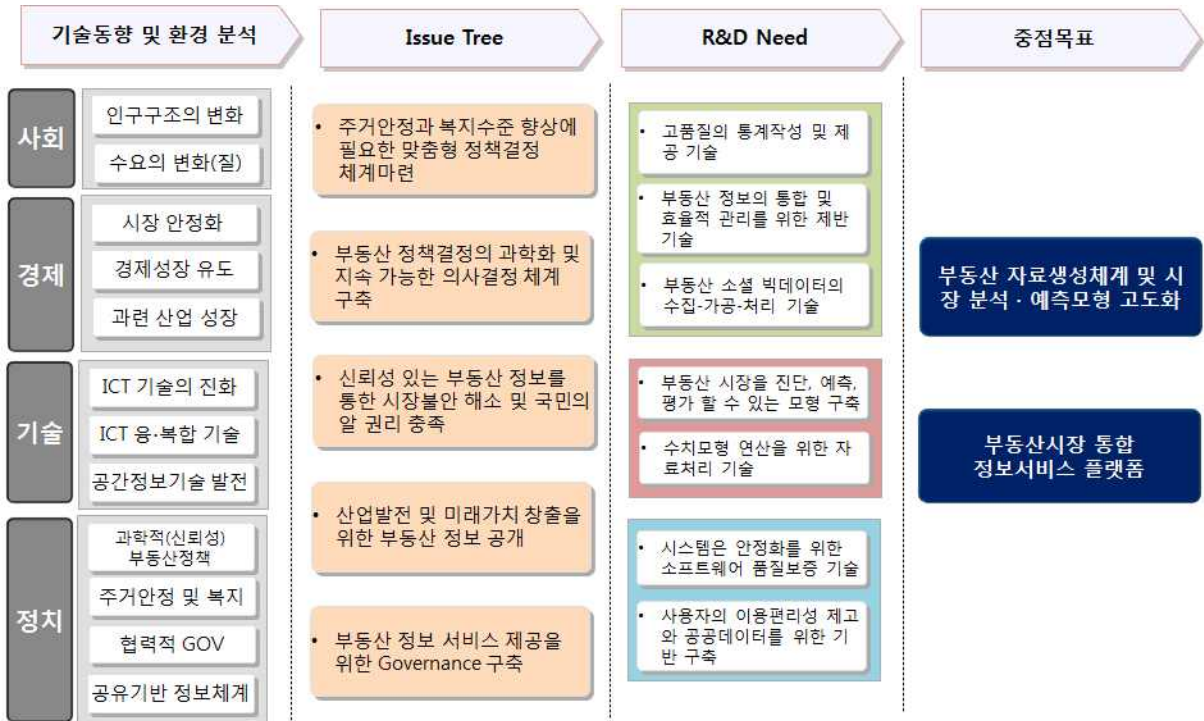 기술동향 및 환경 분석
Issue Tree
R&D Need
중점목표
사회
인구구조의 변화
수요의 변화(질)
경제
시장 안정화
경제성장 유도
과련 산업 성장
기술
ICT 기술의 진화
ICT 융·복합 기술
공간정보기술 발전
정치
과학적(신뢰성)
부동산정책
주거안정 및 복지
협력적 GOV
공유기반 정보체계
• 주거안정과 복지수준 향상에
필요한 맞춤형 정책결정
체계마련
• 부동산 정책결정의 과학화 및
지속 가능한 의사결정 체계
구축
• 신뢰성 있는 부동산 정보를
통한 시장불안 해소 및 국민의
알 권리 충족
• 산업발전 및 미래가치 창출을
위한 부동산 정보 공개
• 부동산 정보 서비스 제공을
위한 Governance 구축
• 고품질의 통계작성 및 제
공 기술
• 부동산 정보의 통합 및
효율적 관리를 위한 제반
기술
• 부동산 소셜 빅데이터의
수집-가공-처리 기술
• 부동산 시장을 진단, 예측,
평가 할 수 있는 모형 구축
• 수치모형 연산을 위한 자
료처리 기술
• 시스템은 안정화를 위한
소프트웨어 품질보증 기술
• 사용자의 이용편리성 제고
와 공공데이터를 위한 기
반 구축
부동산 자료생성체계 및 시
장 분석 · 예측모형 고도화
부동산시장 통합
정보서비스 플랫폼